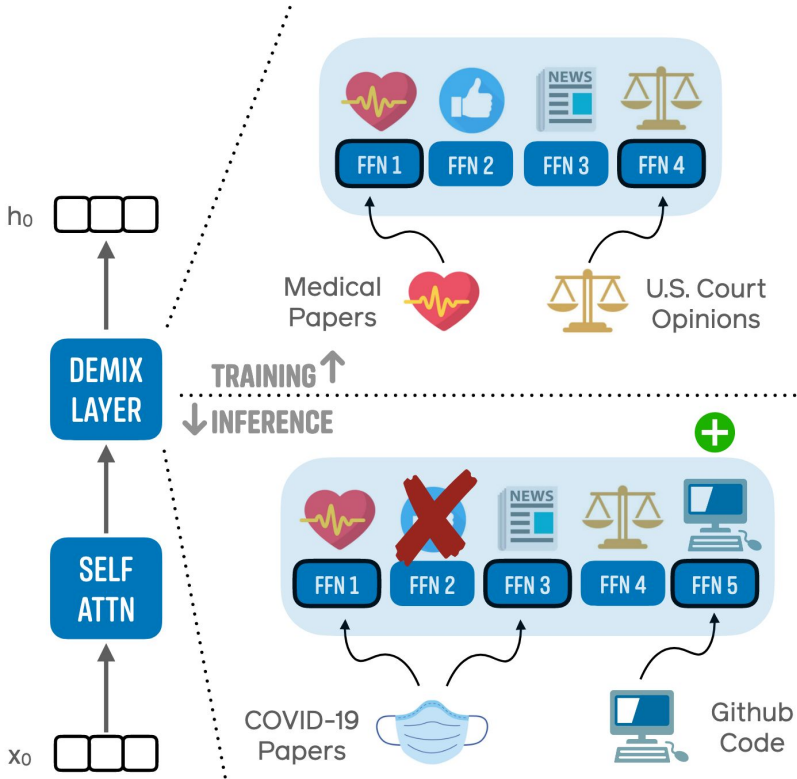 NEWS
FFN 1
FFN 2
FFN 3
FFN 4
h₀
Medical
Papers
U.S. Court
Opinions
DEMIX
LAYER
TRAINING ↑
↓ INFERENCE
+
NEWS
SELF
ATTN
FFN 1
FFN 2
FFN 3
FFN 4
FFN 5
COVID-19
Papers
Github
Code
x₀